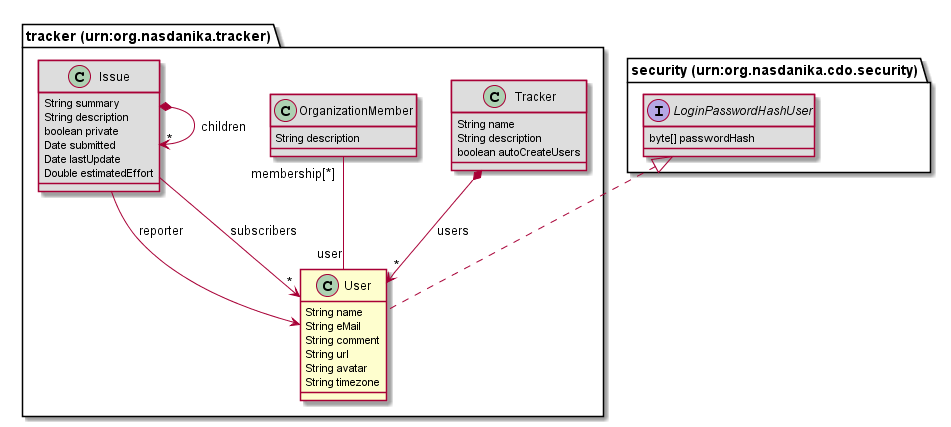 tracker (urn:org.nasdanika.tracker)
C Issue
String summary
String description
boolean private
Date submitted
Date lastUpdate
Double estimatedEffort
*
children
C OrganizationMember
String description
C Tracker
String name
String description
boolean autoCreateUsers
security (urn:org.nasdanika.cdo.security)
I LoginPasswordHashUser
byte[] passwordHash
membership[*]
reporter
subscribers
users
user
*
*
C User
String name
String eMail
String comment
String url
String avatar
String timezone